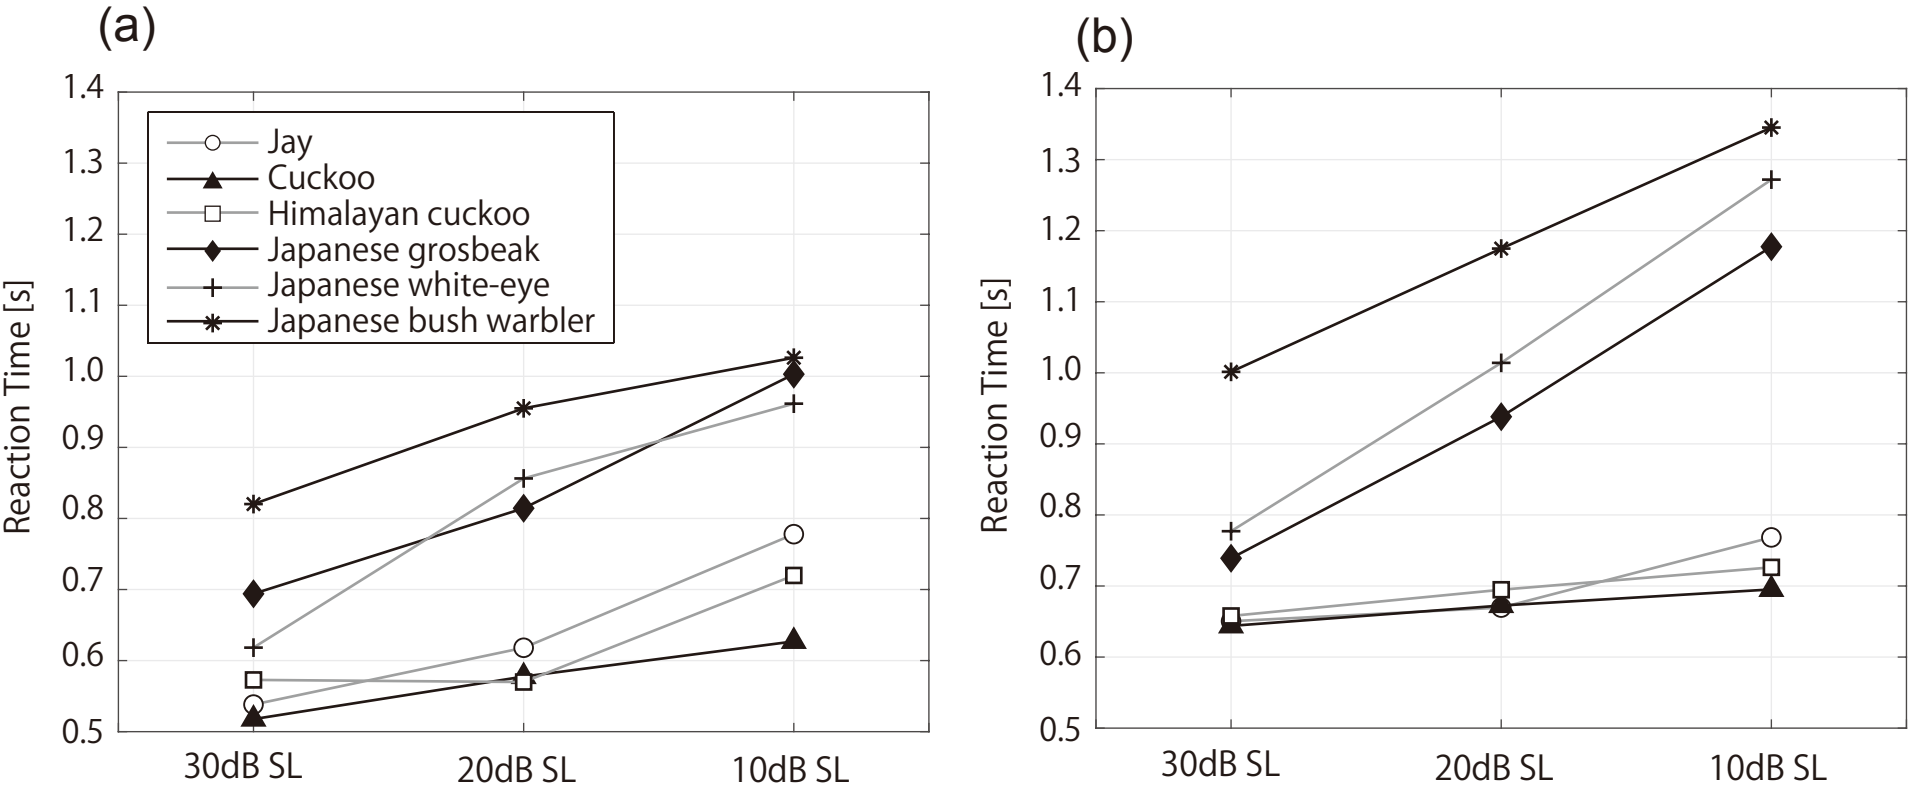 (a)
1.4
1.3
1.2
1.1
1.0
0.9
0.8
0.7
0.6
0.5
Reaction Time [s]
Jay
Cuckoo
Himalayan cuckoo
Japanese grosbeak
Japanese white-eye
Japanese bush warbler
30dB SL
20dB SL
10dB SL
(b)
1.4
1.3
1.2
1.1
1.0
0.9
0.8
0.7
0.6
0.5
Reaction Time [s]
30dB SL
20dB SL
10dB SL